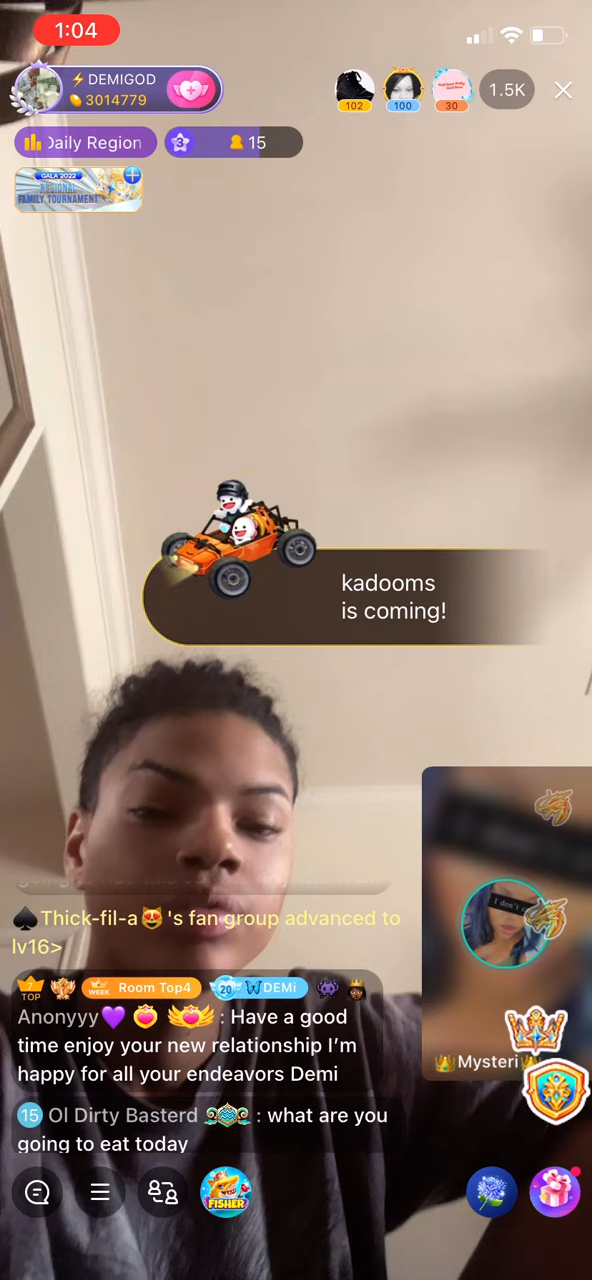 1:04
⚡DEMIGOD
3014779
102
100
30
1.5K
Daily Region
3
15
GALA 2022
REGIONAL
FAMILY TOURNAMENT
kadooms
is coming!
♠️Thick-fil-a😻's fan group advanced to
lv16>
I don't
TOP
WEEK
Room Top4
20
DEMi
Anonyyy💜 : Have a good
time enjoy your new relationship I'm
happy for all your endeavors Demi
👑Mysteri
15 Ol Dirty Basterd : what are you
going to eat today
FISHER